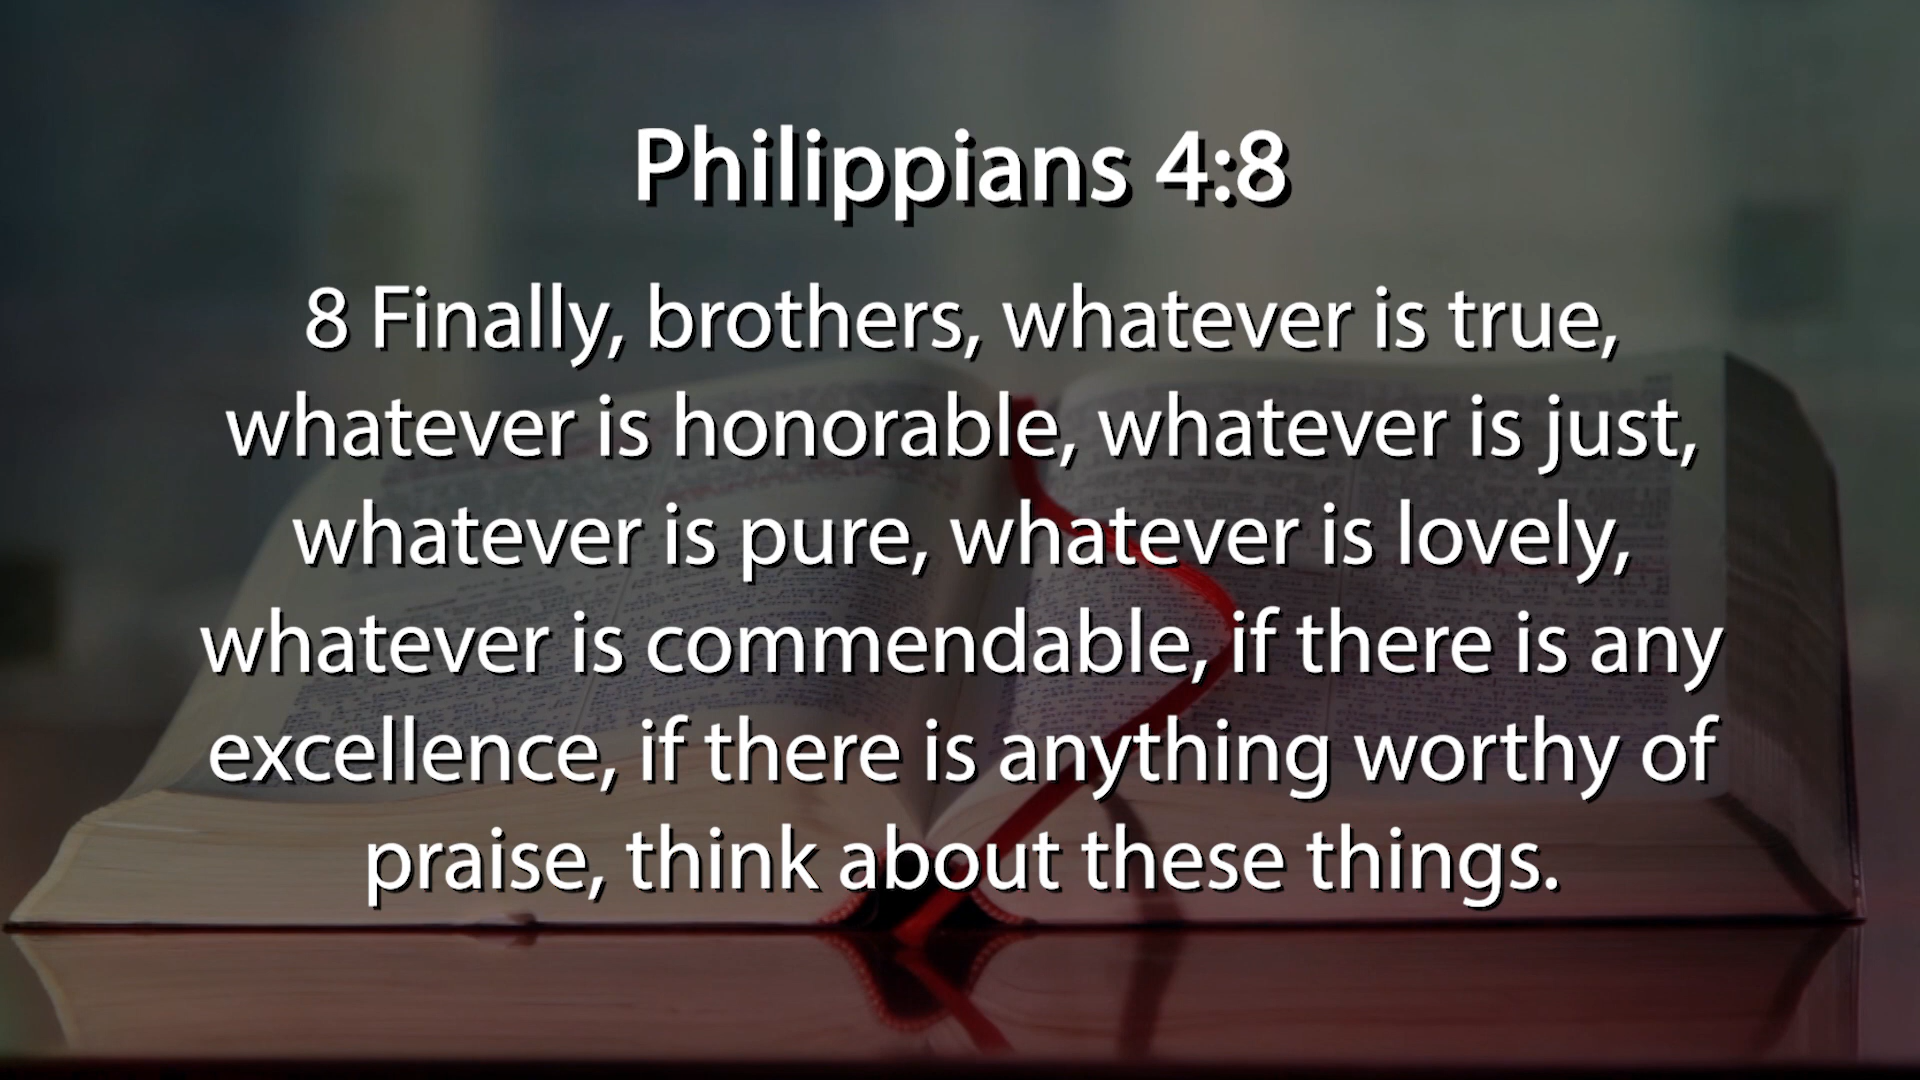 Philippians 4:8
8 Finally, brothers, whatever is true,
whatever is honorable, whatever is just,
whatever is pure, whatever is lovely,
whatever is commendable, if there is any
excellence, if there is anything worthy of
praise, think about these things.